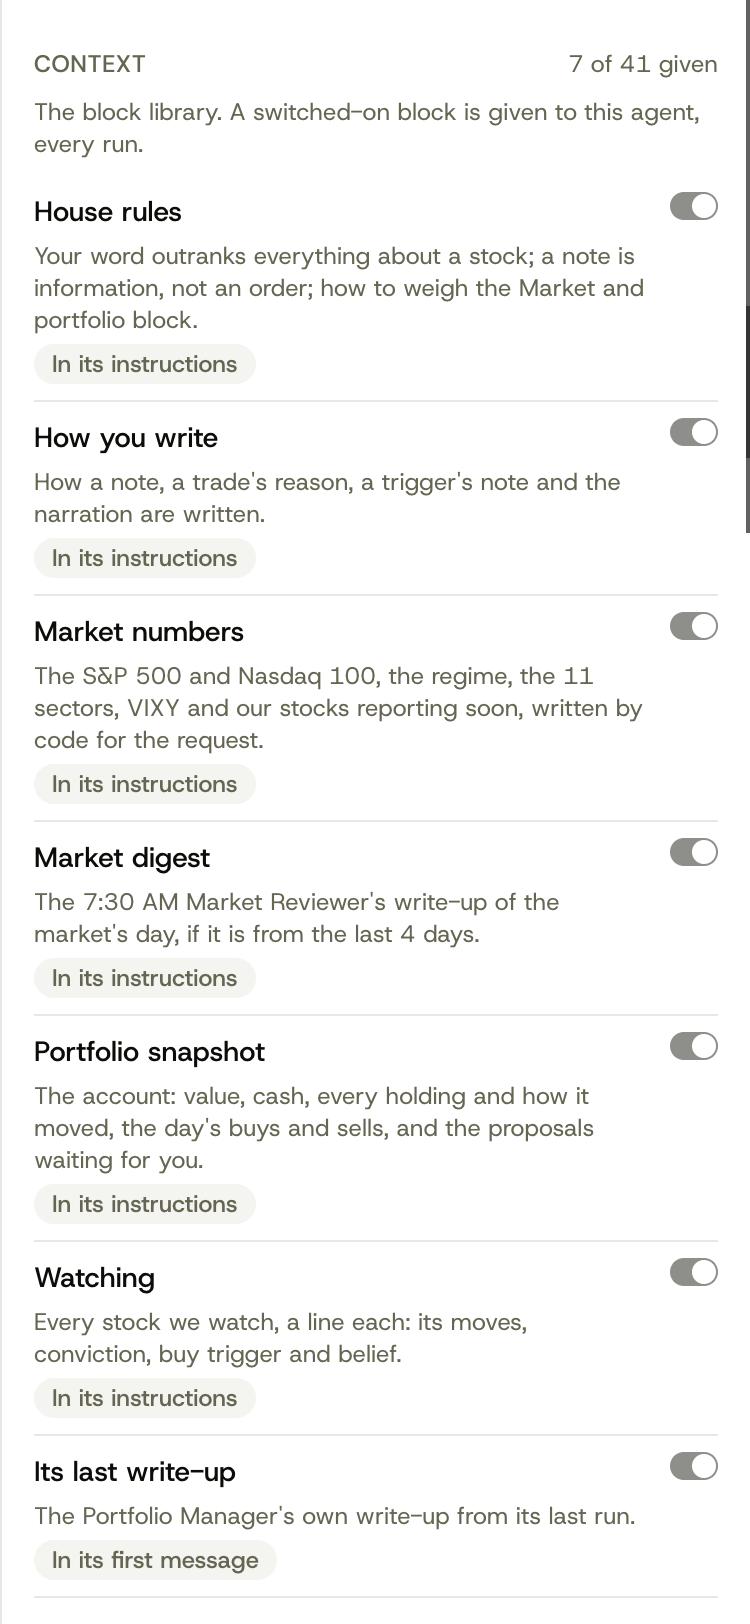 CONTEXT
7 of 41 given
The block library. A switched-on block is given to this agent,
every run.
House rules
Your word outranks everything about a stock; a note is
information, not an order; how to weigh the Market and
portfolio block.
In its instructions
How you write
How a note, a trade's reason, a trigger's note and the
narration are written.
In its instructions
Market numbers
The S&P 500 and Nasdaq 100, the regime, the 11
sectors, VIXY and our stocks reporting soon, written by
code for the request.
In its instructions
Market digest
The 7:30 AM Market Reviewer's write-up of the
market's day, if it is from the last 4 days.
In its instructions
Portfolio snapshot
The account: value, cash, every holding and how it
moved, the day's buys and sells, and the proposals
waiting for you.
In its instructions
Watching
Every stock we watch, a line each: its moves,
conviction, buy trigger and belief.
In its instructions
Its last write-up
The Portfolio Manager's own write-up from its last run.
In its first message